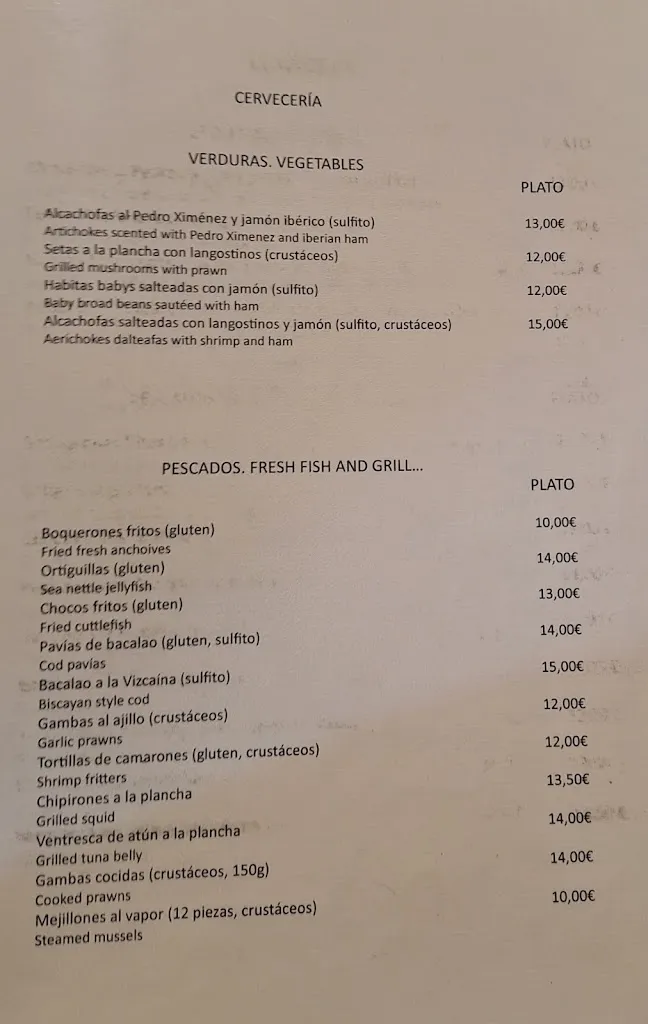 CERVECERÍA
VERDURAS. VEGETABLES
PLATO
Alcachofas al Pedro Ximénez y jamón ibérico (sulfito) 13,00€
Artichokes scented with Pedro Ximenez and iberian ham
Setas a la plancha con langostinos (crustáceos) 12,00€
Grilled mushrooms with prawn
Habitas babys salteadas con jamón (sulfito) 12,00€
Baby broad beans sautéed with ham
Alcachofas salteadas con langostinos y jamón (sulfito, crustáceos) 15,00€
Aerichokes dalteafas with shrimp and ham
PESCADOS. FRESH FISH AND GRILL...
PLATO
Boquerones fritos (gluten) 10,00€
Fried fresh anchoives
Ortiguillas (gluten) 14,00€
Sea nettle jellyfish
Chocos fritos (gluten) 13,00€
Fried cuttlefish
Pavías de bacalao (gluten, sulfito) 14,00€
Cod pavías
Bacalao a la Vizcaína (sulfito) 15,00€
Biscayan style cod
Gambas al ajillo (crustáceos) 12,00€
Garlic prawns
Tortillas de camarones (gluten, crustáceos) 12,00€
Shrimp fritters
Chipirones a la plancha 13,50€
Grilled squid
Ventresca de atún a la plancha 14,00€
Grilled tuna belly
Gambas cocidas (crustáceos, 150g) 14,00€
Cooked prawns
Mejillones al vapor (12 piezas, crustáceos) 10,00€
Steamed mussels